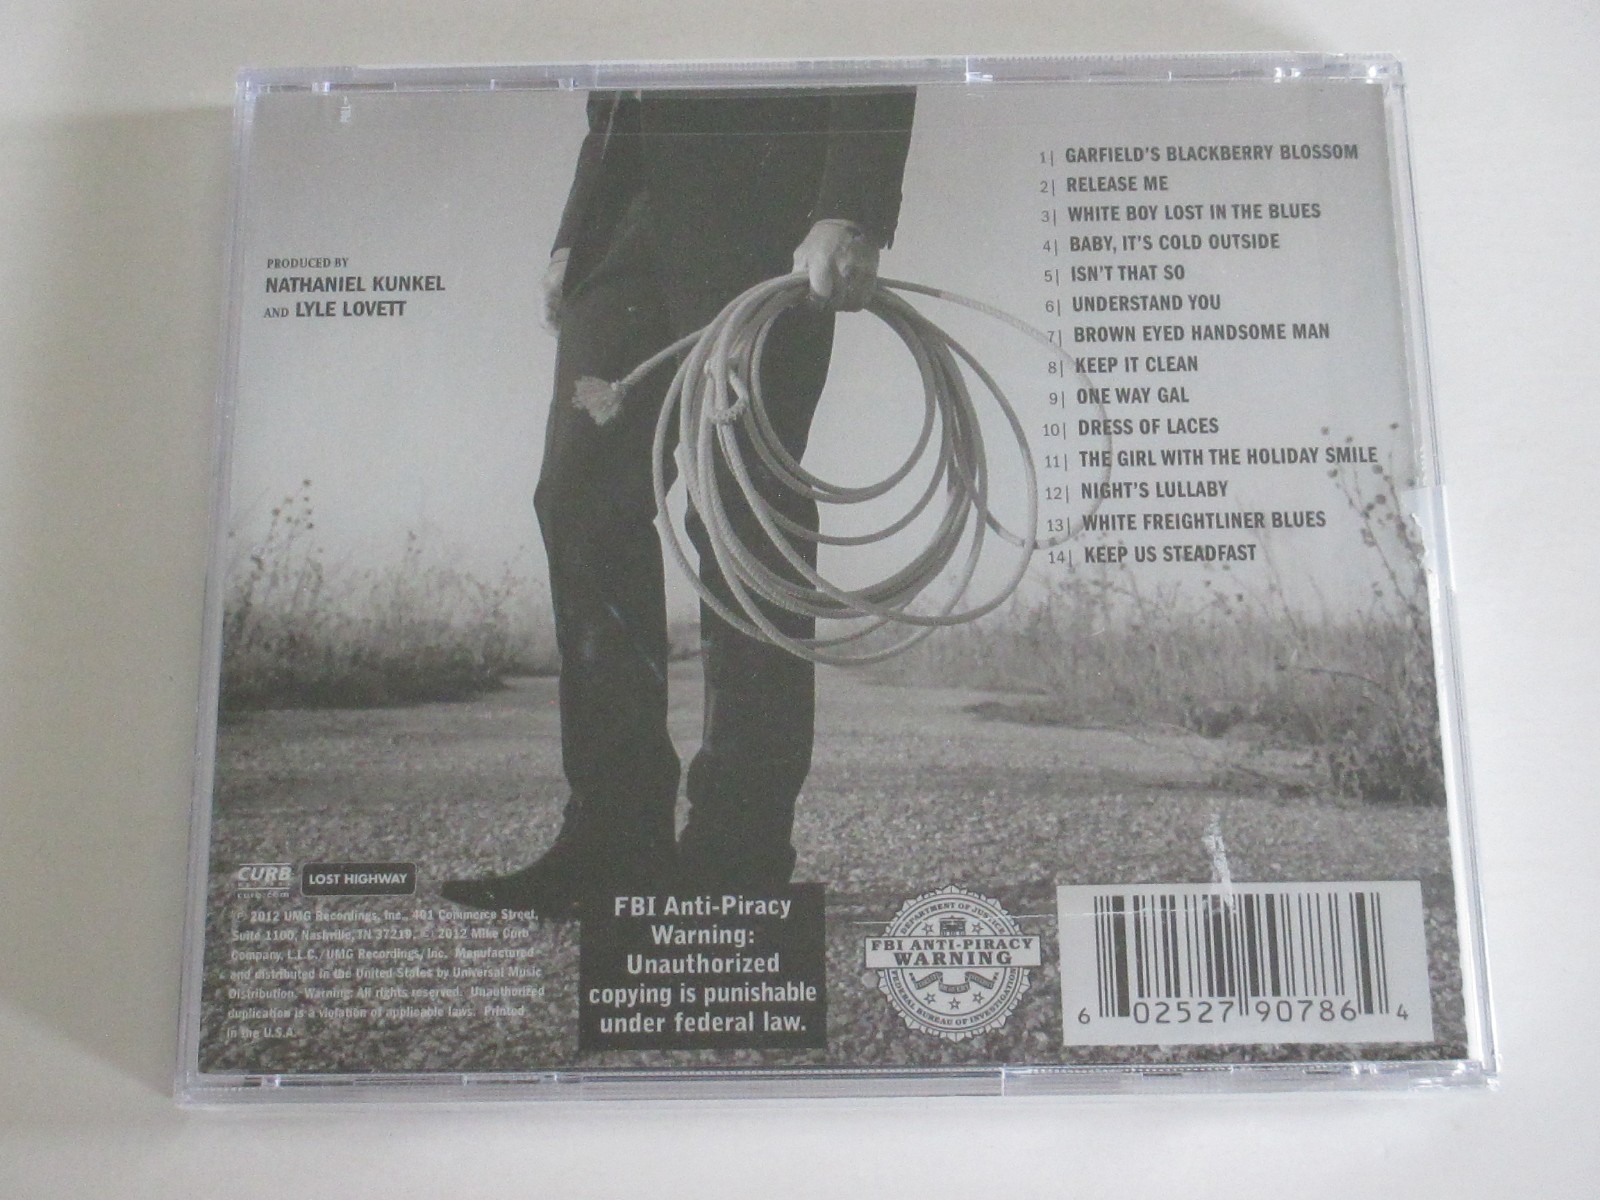 1| GARFIELD'S BLACKBERRY BLOSSOM
2| RELEASE ME
3| WHITE BOY LOST IN THE BLUES
4| BABY, IT'S COLD OUTSIDE
5| ISN'T THAT SO
6| UNDERSTAND YOU
7| BROWN EYED HANDSOME MAN
8| KEEP IT CLEAN
9| ONE WAY GAL
10| DRESS OF LACES
11| THE GIRL WITH THE HOLIDAY SMILE
12| NIGHT'S LULLABY
13| WHITE FREIGHTLINER BLUES
14| KEEP US STEADFAST
PRODUCED BY
NATHANIEL KUNKEL
AND LYLE LOVETT
CURB
RECORDS
curb.com
LOST HIGHWAY
℗ 2012 UMG Recordings, Inc., 401 Commerce Street,
Suite 1100, Nashville, TN 37219. © 2012 Mike Curb
Company, L.L.C./UMG Recordings, Inc. Manufactured
and distributed in the United States by Universal Music
Distribution. Warning: All rights reserved. Unauthorized
duplication is a violation of applicable laws. Printed
in the U.S.A.
FBI Anti-Piracy
Warning:
Unauthorized
copying is punishable
under federal law.
DEPARTMENT OF JUSTICE
FBI ANTI-PIRACY
WARNING
FEDERAL BUREAU OF INVESTIGATION
6 02527 90786 4